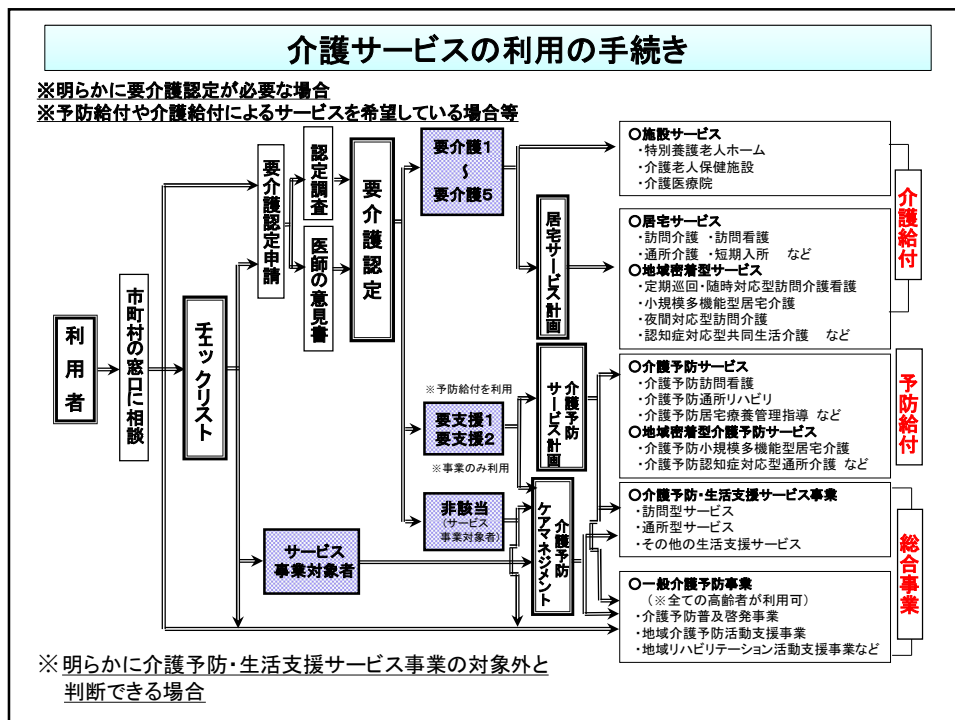 介護サービスの利用の手続き
※明らかに要介護認定が必要な場合
※予防給付や介護給付によるサービスを希望している場合等
利用者
市町村の窓口に相談
チェックリスト
要介護認定申請
認定調査
医師の意見書
要介護認定
要介護1
~
要介護5
※予防給付を利用
要支援1
要支援2
※事業のみ利用
非該当
(サービス
事業対象者)
サービス
事業対象者
居宅サービス計画
介護予防
サービス計画
介護予防
ケアマネジメント
○施設サービス
・特別養護老人ホーム
・介護老人保健施設
・介護医療院
○居宅サービス
・訪問介護 ・訪問看護
・通所介護 ・短期入所 など
○地域密着型サービス
・定期巡回・随時対応型訪問介護看護
・小規模多機能型居宅介護
・夜間対応型訪問介護
・認知症対応型共同生活介護 など
介護給付
○介護予防サービス
・介護予防訪問看護
・介護予防通所リハビリ
・介護予防居宅療養管理指導 など
○地域密着型介護予防サービス
・介護予防小規模多機能型居宅介護
・介護予防認知症対応型通所介護 など
予防給付
○介護予防・生活支援サービス事業
・訪問型サービス
・通所型サービス
・その他の生活支援サービス
○一般介護予防事業
(※全ての高齢者が利用可)
・介護予防普及啓発事業
・地域介護予防活動支援事業
・地域リハビリテーション活動支援事業など
総合事業
※明らかに介護予防・生活支援サービス事業の対象外と
判断できる場合